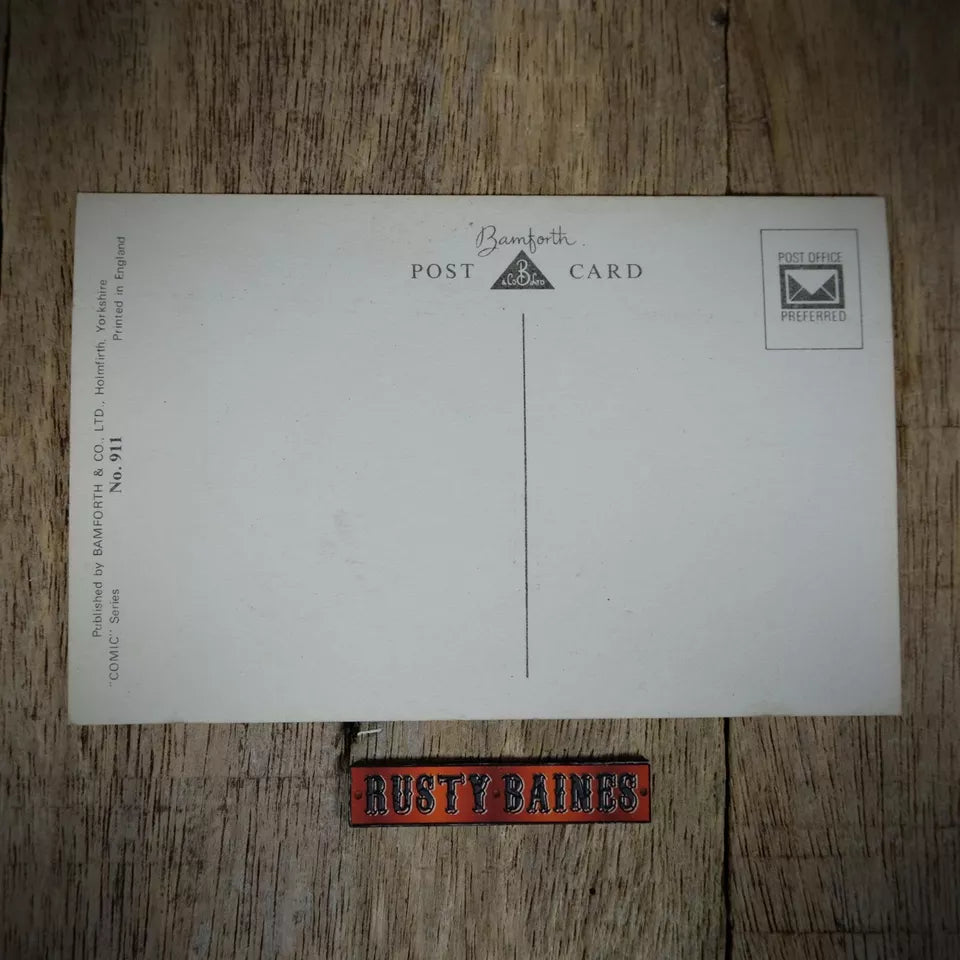 Bamforth
POST CARD
B
& Co LTD
POST OFFICE
PREFERRED
Published by BAMFORTH & CO., LTD., Holmfirth, Yorkshire
"COMIC" Series No. 911 Printed in England
RUSTY·BAINES